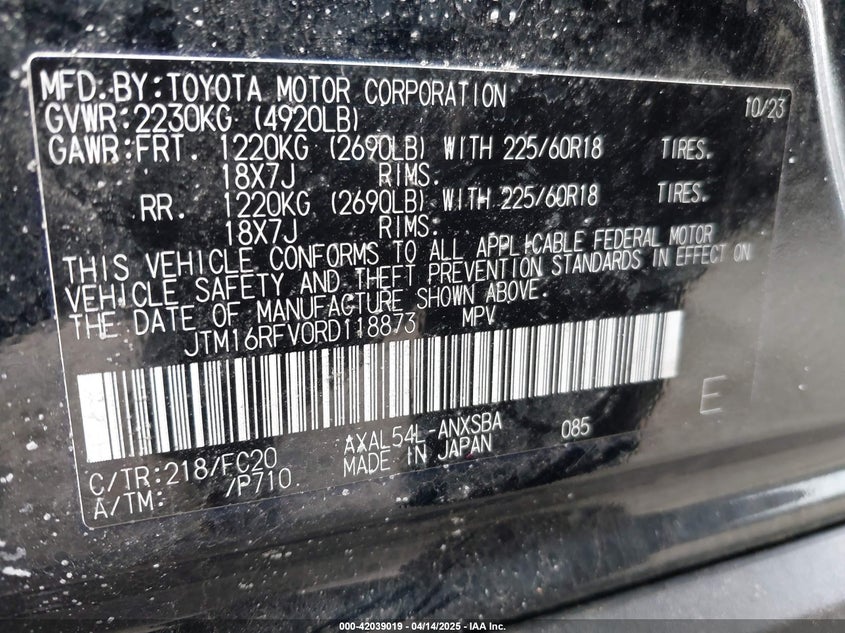 MFD.BY:TOYOTA MOTOR CORPORATION 10/23
GVWR:2230KG (4920LB)
GAWR:FRT. 1220KG (2690LB) WITH 225/60R18 TIRES.
18X7J RIMS.
RR. 1220KG (2690LB) WITH 225/60R18 TIRES.
18X7J RIMS:
THIS VEHICLE CONFORMS TO ALL APPLICABLE FEDERAL MOTOR
VEHICLE SAFETY AND THEFT PREVENTION STANDARDS IN EFFECT ON
THE DATE OF MANUFACTURE SHOWN ABOVE.
JTM16RFV0RD118873 MPV
E
C/TR:218/FC20 AXAL54L-ANXSBA 085
A/TM: /P710. MADE IN JAPAN
000-42039019 - 04/14/2025 - IAA Inc.